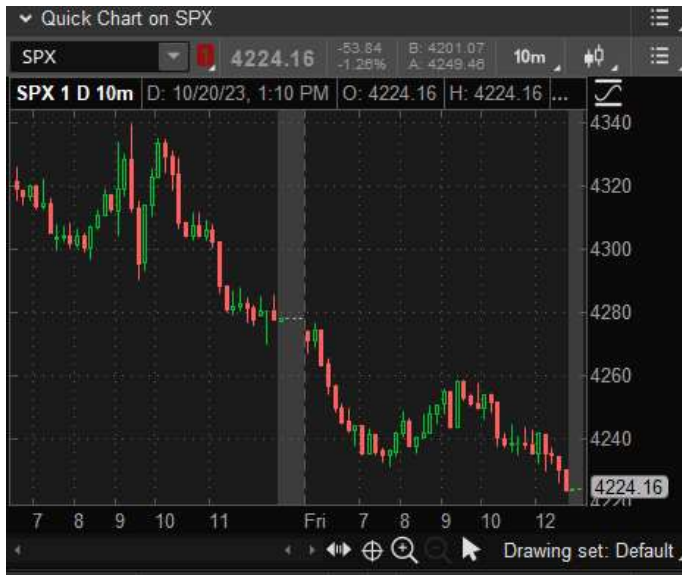 Quick Chart on SPX
SPX 1 4224.16 -53.84 -1.26% B: 4201.07 A: 4249.46 10m
SPX 1 D 10m D: 10/20/23, 1:10 PM O: 4224.16 H: 4224.16 ...
4340
4320
4300
4280
4260
4240
4224.16
4220
7 8 9 10 11 Fri 7 8 9 10 12
Drawing set: Default